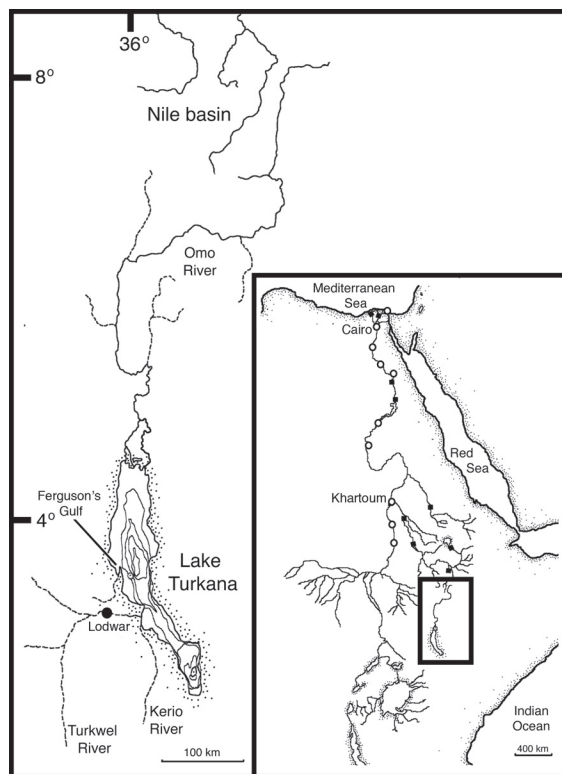 36°
8°
Nile basin
Omo
River
Ferguson's
Gulf
4°
Lake
Turkana
Lodwar
Turkwel
River
Kerio
River
100 km
Mediterranean
Sea
Cairo
Red
Sea
Khartoum
Indian
Ocean
400 km